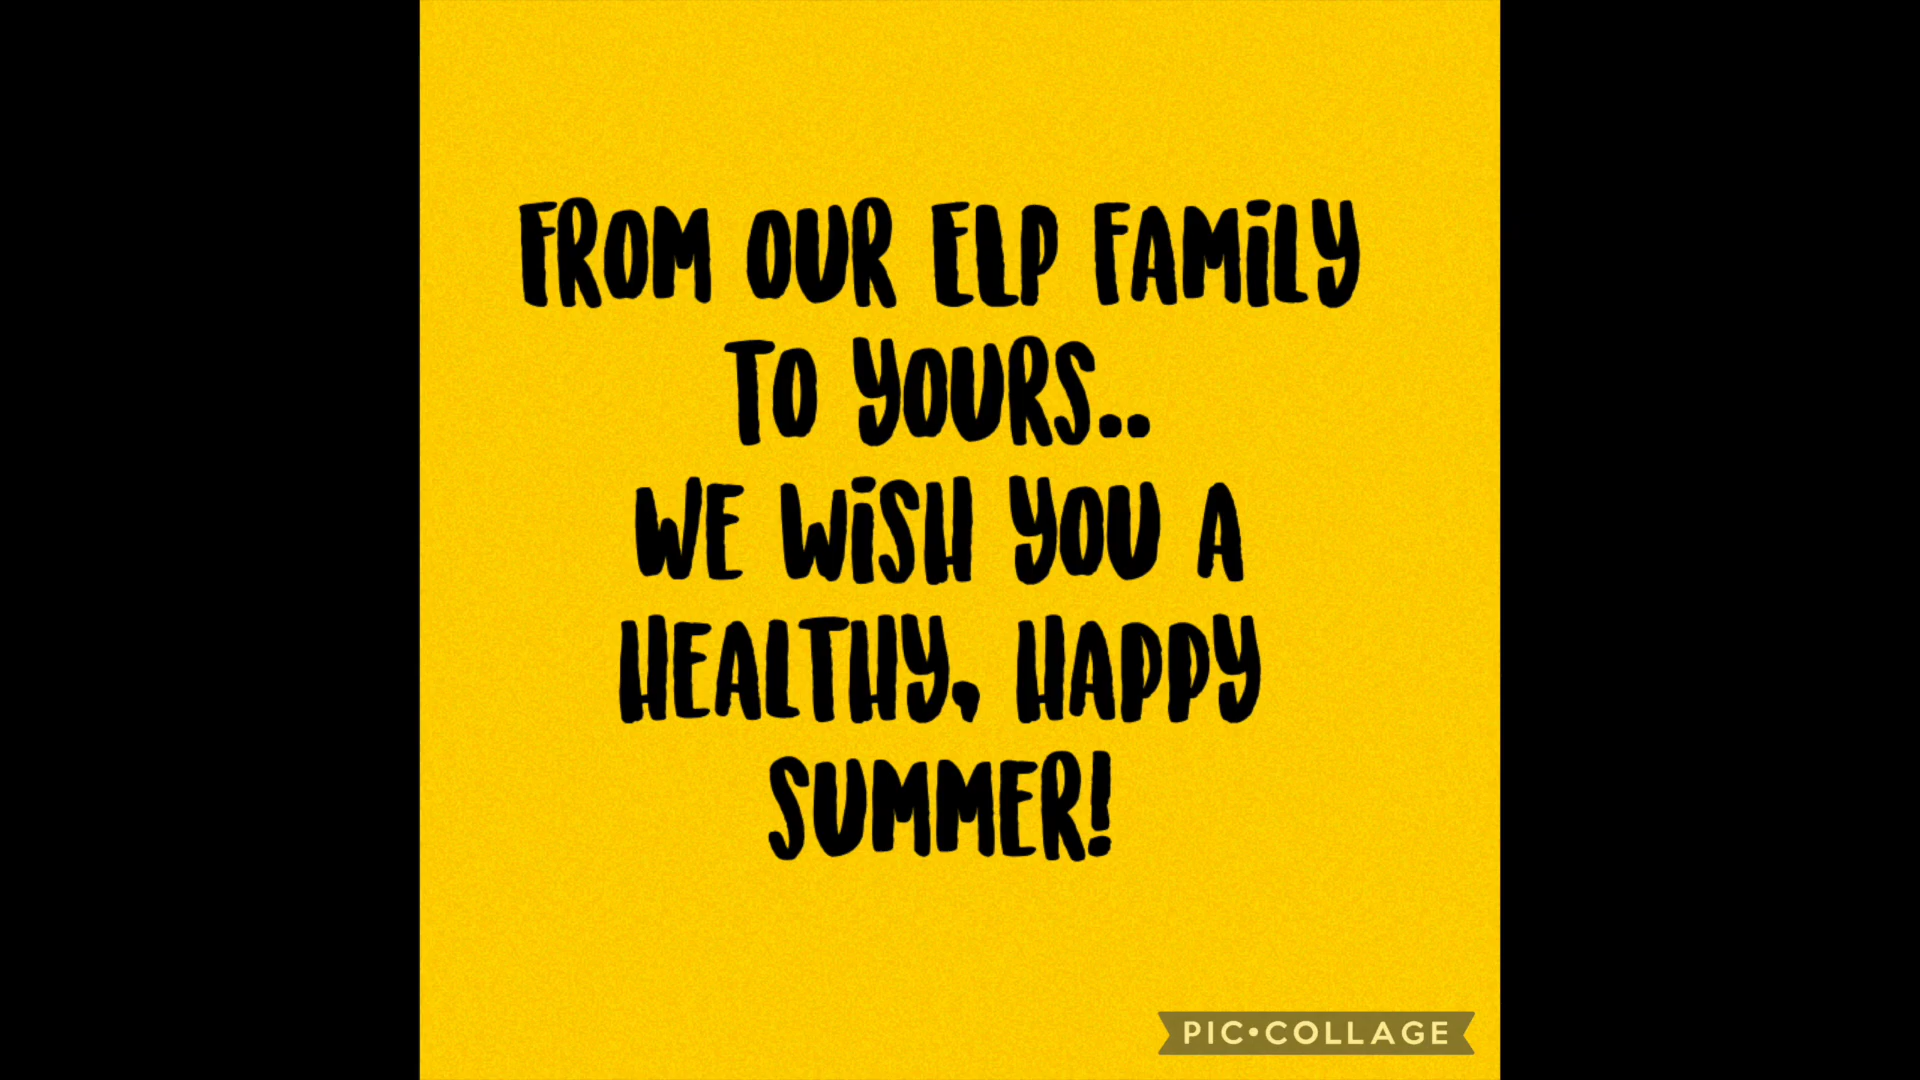 FROM OUR ELP FAMILY
TO YOURS..
WE WiSH YOU A
HEALTHY, HAPPY
SUMMER!
PIC•COLLAGE